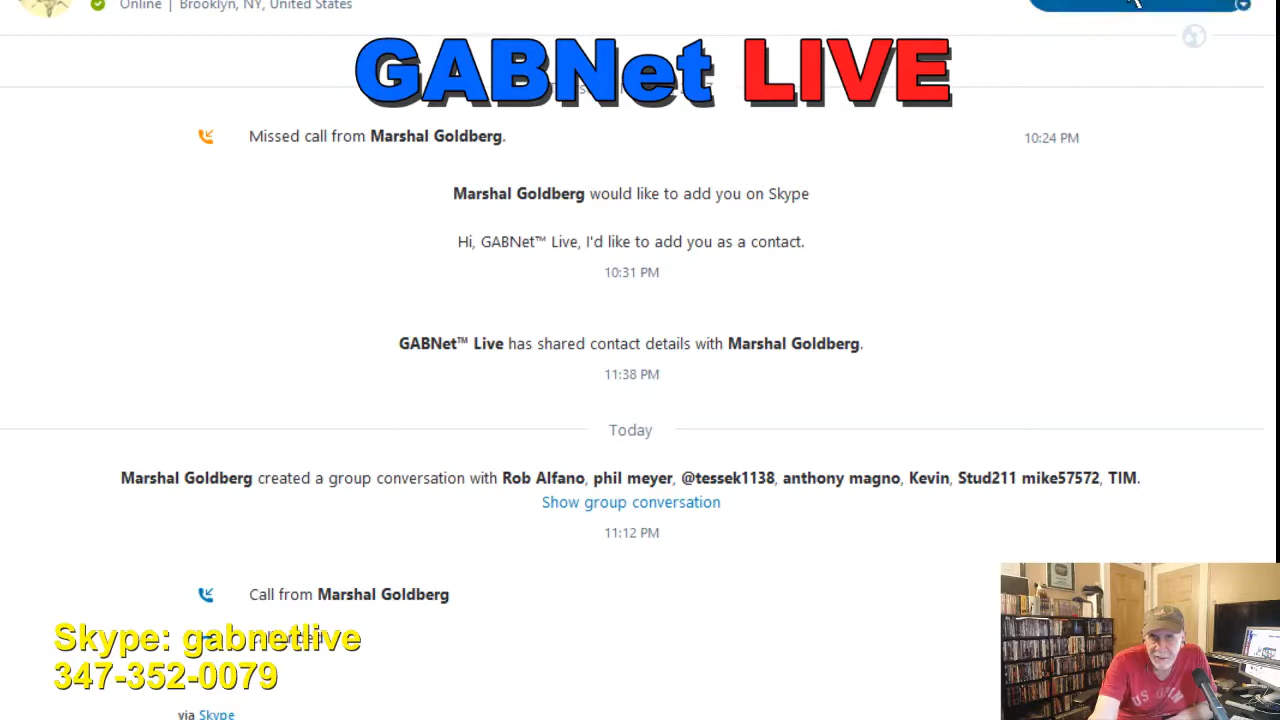 Online | Brooklyn, NY, United States
GABNet LIVE
Missed call from Marshal Goldberg.
10:24 PM
Marshal Goldberg would like to add you on Skype
Hi, GABNet™ Live, I'd like to add you as a contact.
10:31 PM
GABNet™ Live has shared contact details with Marshal Goldberg.
11:38 PM
Today
Marshal Goldberg created a group conversation with Rob Alfano, phil meyer, @tessek1138, anthony magno, Kevin, Stud211 mike57572, TIM.
Show group conversation
11:12 PM
Call from Marshal Goldberg
Skype: gabnetlive
347-352-0079
via Skype